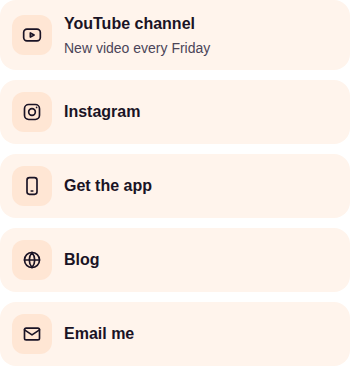 YouTube channel
New video every Friday
Instagram
Get the app
Blog
Email me